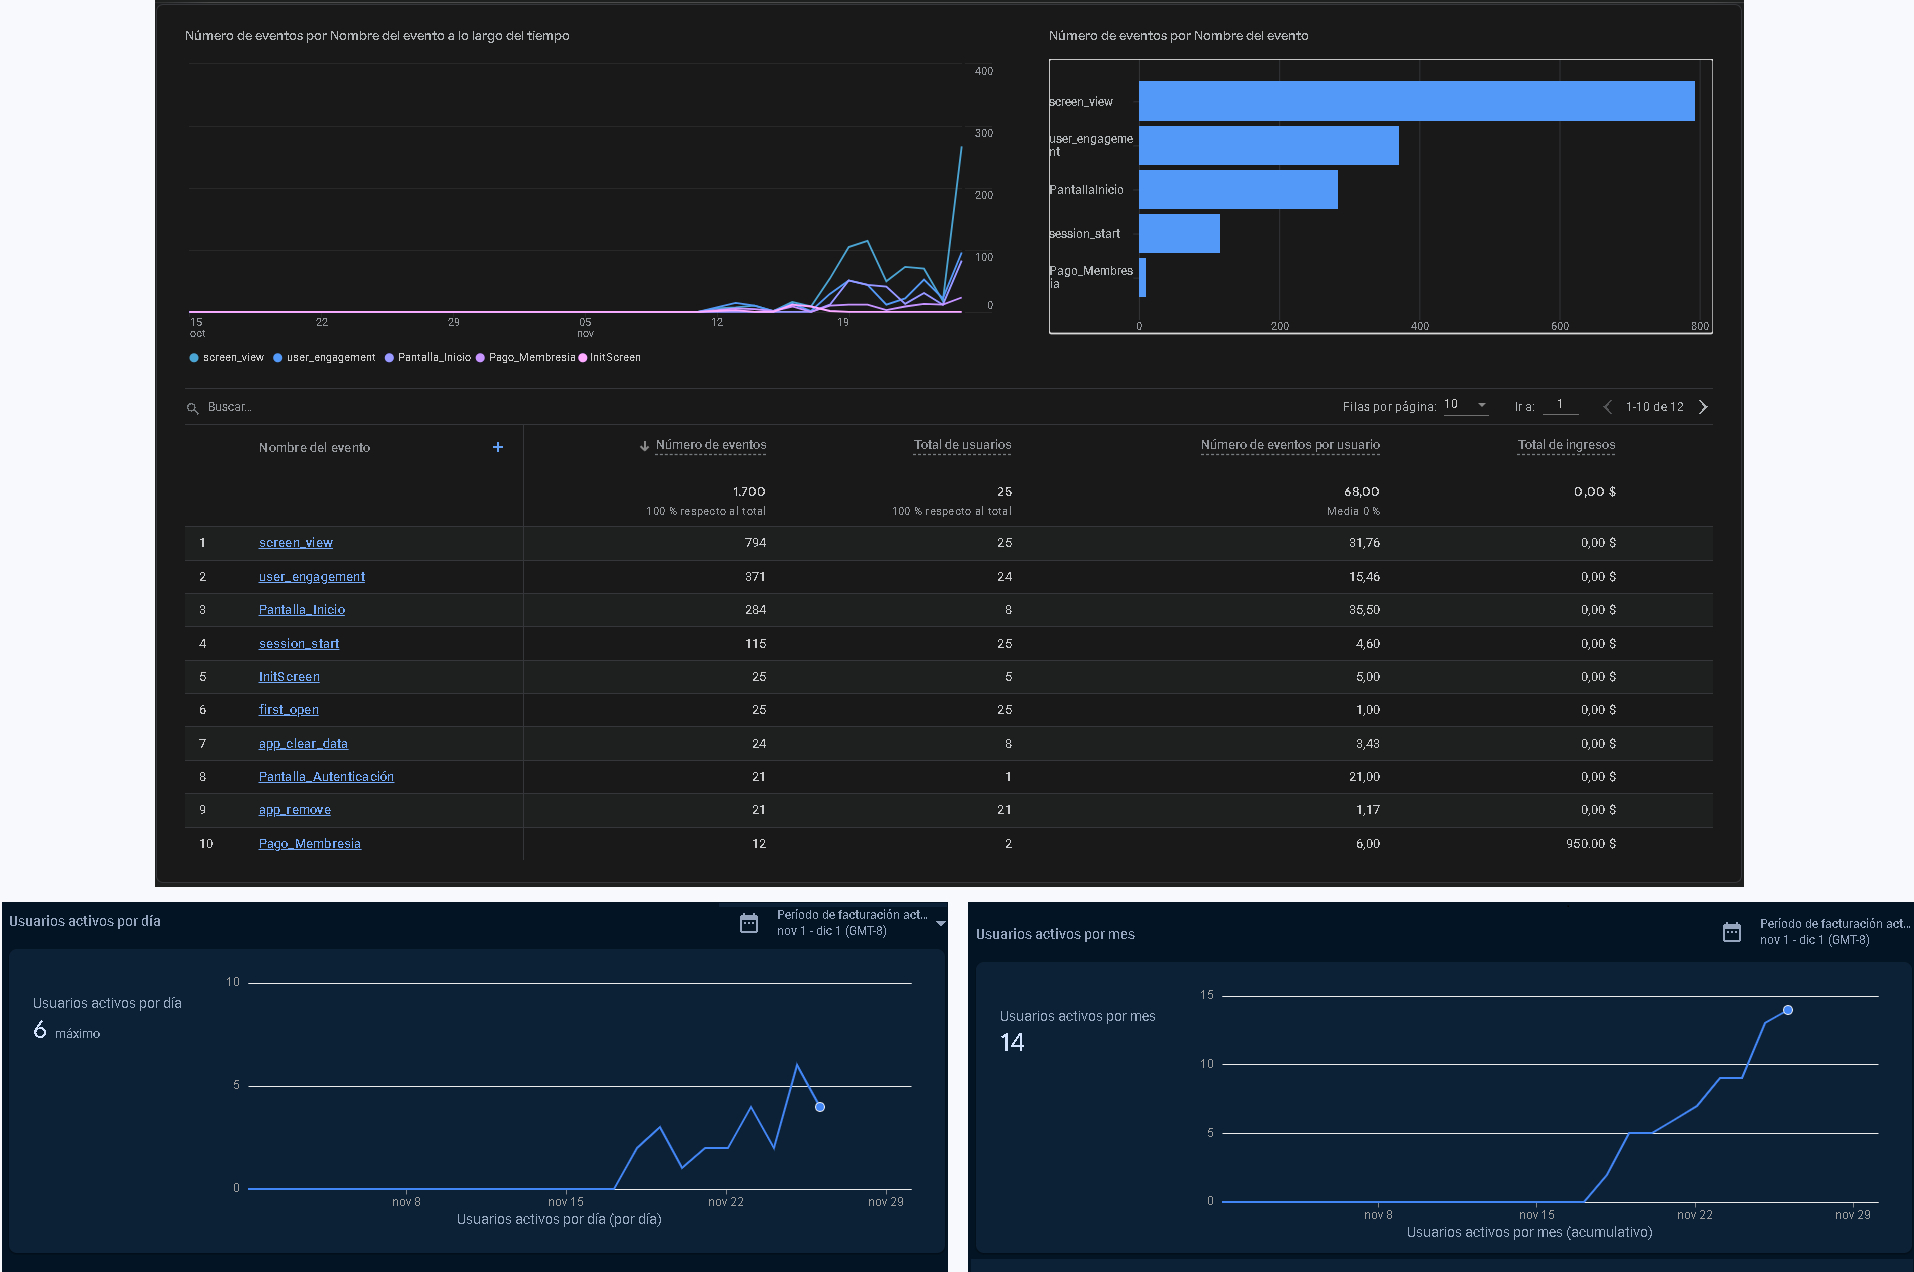 Número de eventos por Nombre del evento a lo largo del tiempo
400
300
200
100
0
15 oct
22
29
05 nov
12
19
screen_view
user_engagement
Pantalla_Inicio
Pago_Membresia
InitScreen
Número de eventos por Nombre del evento
screen_view
user_engageme
nt
PantallaInicio
session_start
Pago_Membres
ia
0
200
400
600
800
Buscar...
Filas por página: 10
Ir a: 1
1-10 de 12
Nombre del evento +
Número de eventos
Total de usuarios
Número de eventos por usuario
Total de ingresos
1.700 25 68,00 0,00 $
100 % respecto al total 100 % respecto al total Media 0 %
1 screen_view 794 25 31,76 0,00 $
2 user_engagement 371 24 15,46 0,00 $
3 Pantalla_Inicio 284 8 35,50 0,00 $
4 session_start 115 25 4,60 0,00 $
5 InitScreen 25 5 5,00 0,00 $
6 first_open 25 25 1,00 0,00 $
7 app_clear_data 24 8 3,43 0,00 $
8 Pantalla_Autenticación 21 1 21,00 0,00 $
9 app_remove 21 21 1,17 0,00 $
10 Pago_Membresia 12 2 6,00 950.00 $
Usuarios activos por día
Período de facturación act...
nov 1 - dic 1 (GMT-8)
Usuarios activos por día
6 máximo
10
5
0
nov 8
nov 15
nov 22
nov 29
Usuarios activos por día (por día)
Usuarios activos por mes
Período de facturación act...
nov 1 - dic 1 (GMT-8)
Usuarios activos por mes
14
15
10
5
0
nov 8
nov 15
nov 22
nov 29
Usuarios activos por mes (acumulativo)